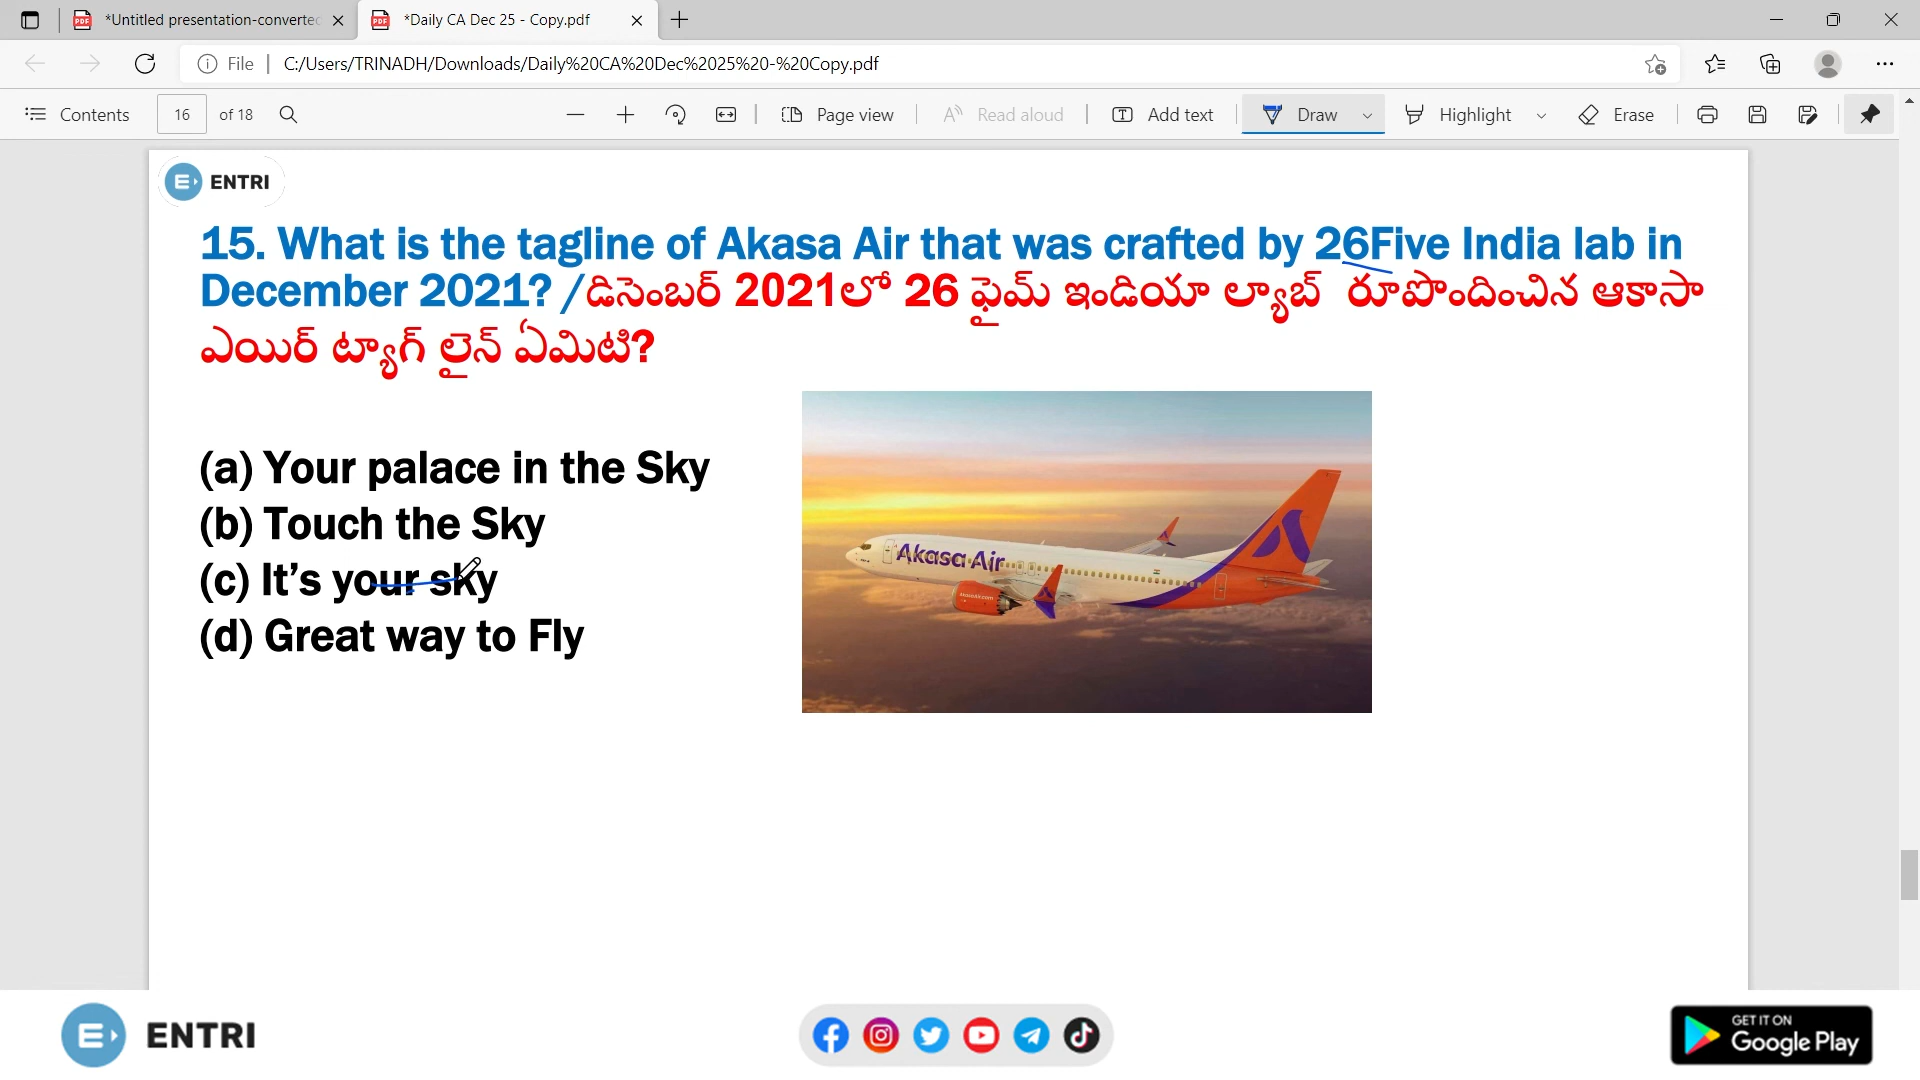 *Untitled presentation-converted
*Daily CA Dec 25 - Copy.pdf
File
C:/Users/TRINADH/Downloads/Daily%20CA%20Dec%2025%20-%20Copy.pdf
Contents
16
of 18
Page view
Read aloud
Add text
Draw
Highlight
Erase
ENTRI
15. What is the tagline of Akasa Air that was crafted by 26Five India lab in
December 2021? /డిసెంబర్ 2021లో 26 ఫైమ్ ఇండియా ల్యాబ్ రూపొందించిన ఆకాసా
ఎయిర్ ట్యాగ్ లైన్ ఏమిటి?
(a) Your palace in the Sky
(b) Touch the Sky
(c) It's your sky
(d) Great way to Fly
Akasa Air
ENTRI
GET IT ON
Google Play